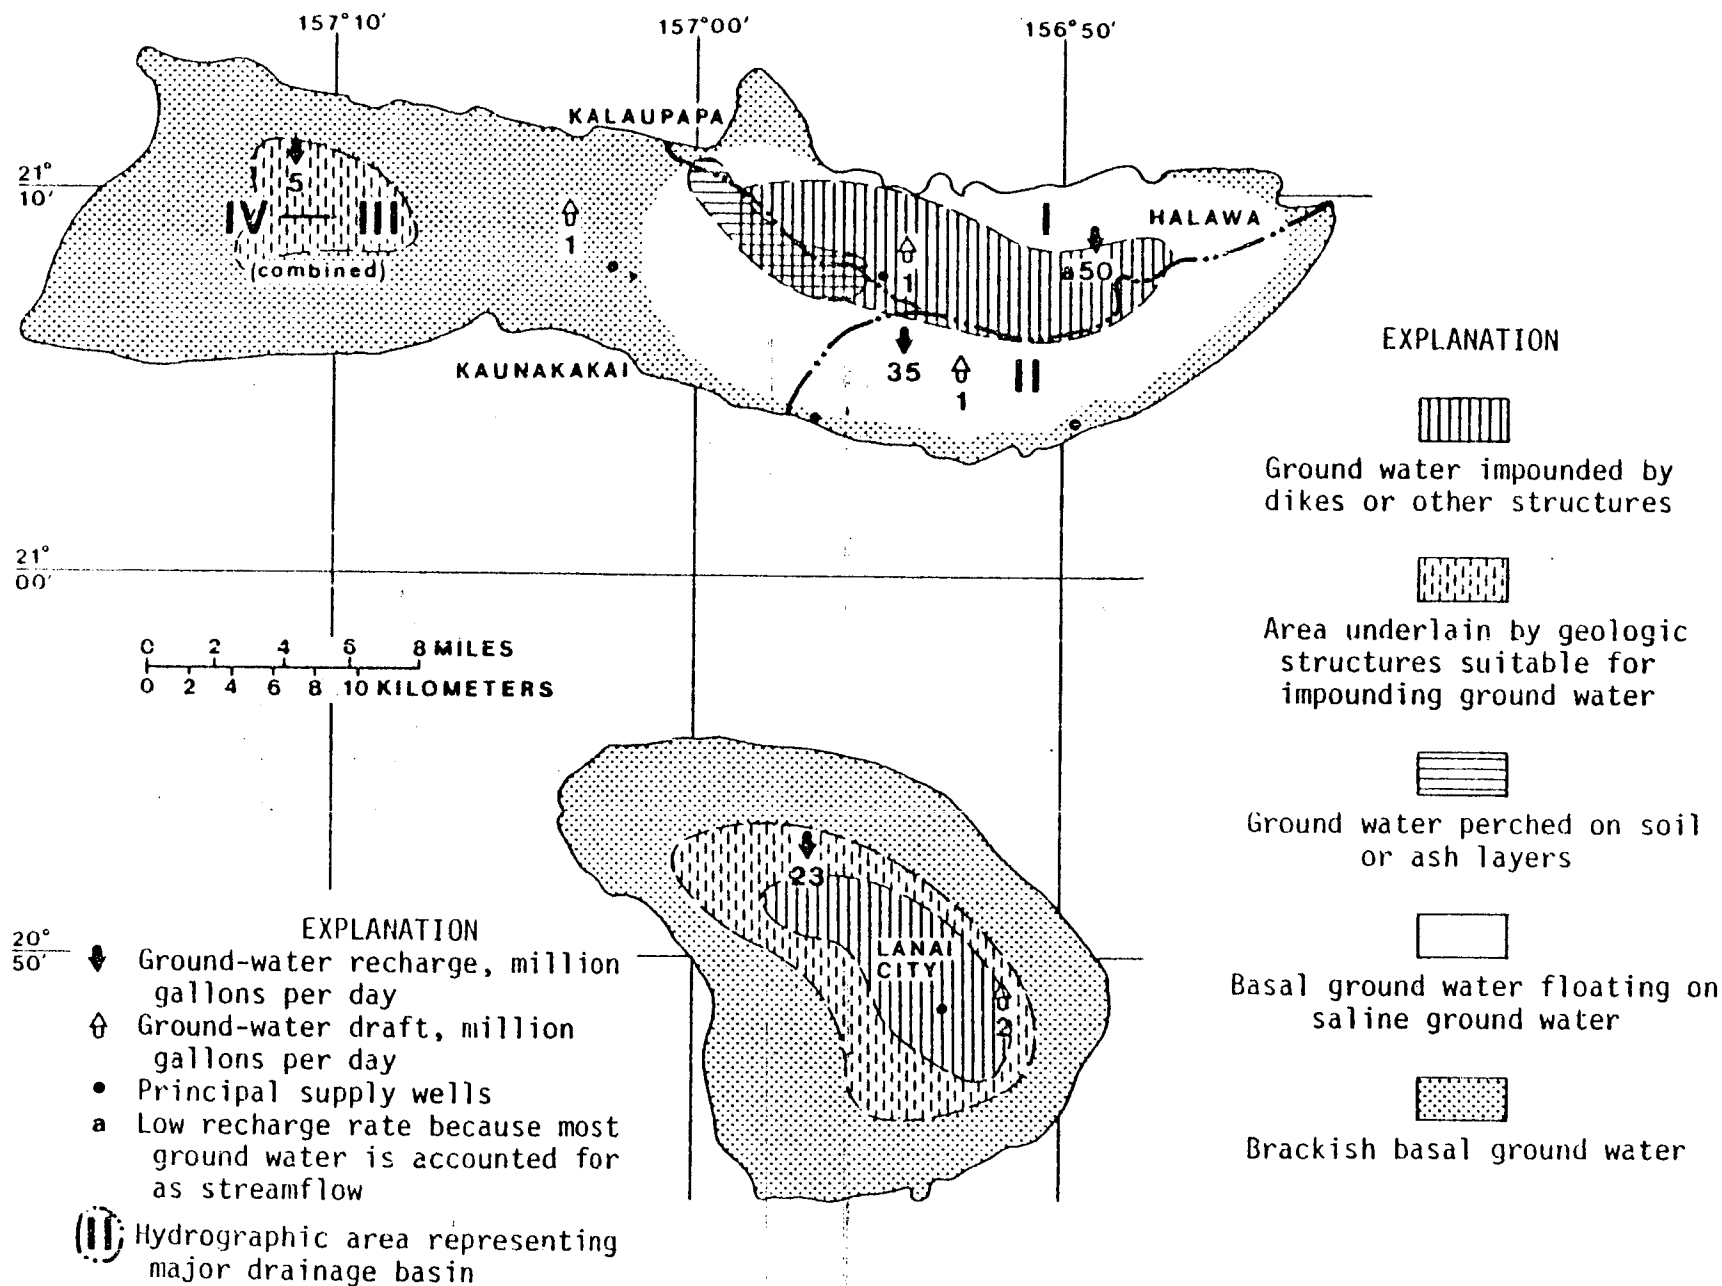 157°10′
157°00′
156°50′
KALAUPAPA
21°
10′
5
IV — III
(combined)
1
1
I
HALAWA
a50
KAUNAKAKAI
35
1
II
EXPLANATION
Ground water impounded by
dikes or other structures
Area underlain by geologic
structures suitable for
impounding ground water
Ground water perched on soil
or ash layers
Basal ground water floating on
saline ground water
Brackish basal ground water
21°
00′
0 2 4 6 8 MILES
0 2 4 6 8 10 KILOMETERS
23
LANAI
CITY
2
20°
50′
EXPLANATION
Ground-water recharge, million
gallons per day
Ground-water draft, million
gallons per day
Principal supply wells
a Low recharge rate because most
ground water is accounted for
as streamflow
II Hydrographic area representing
major drainage basin